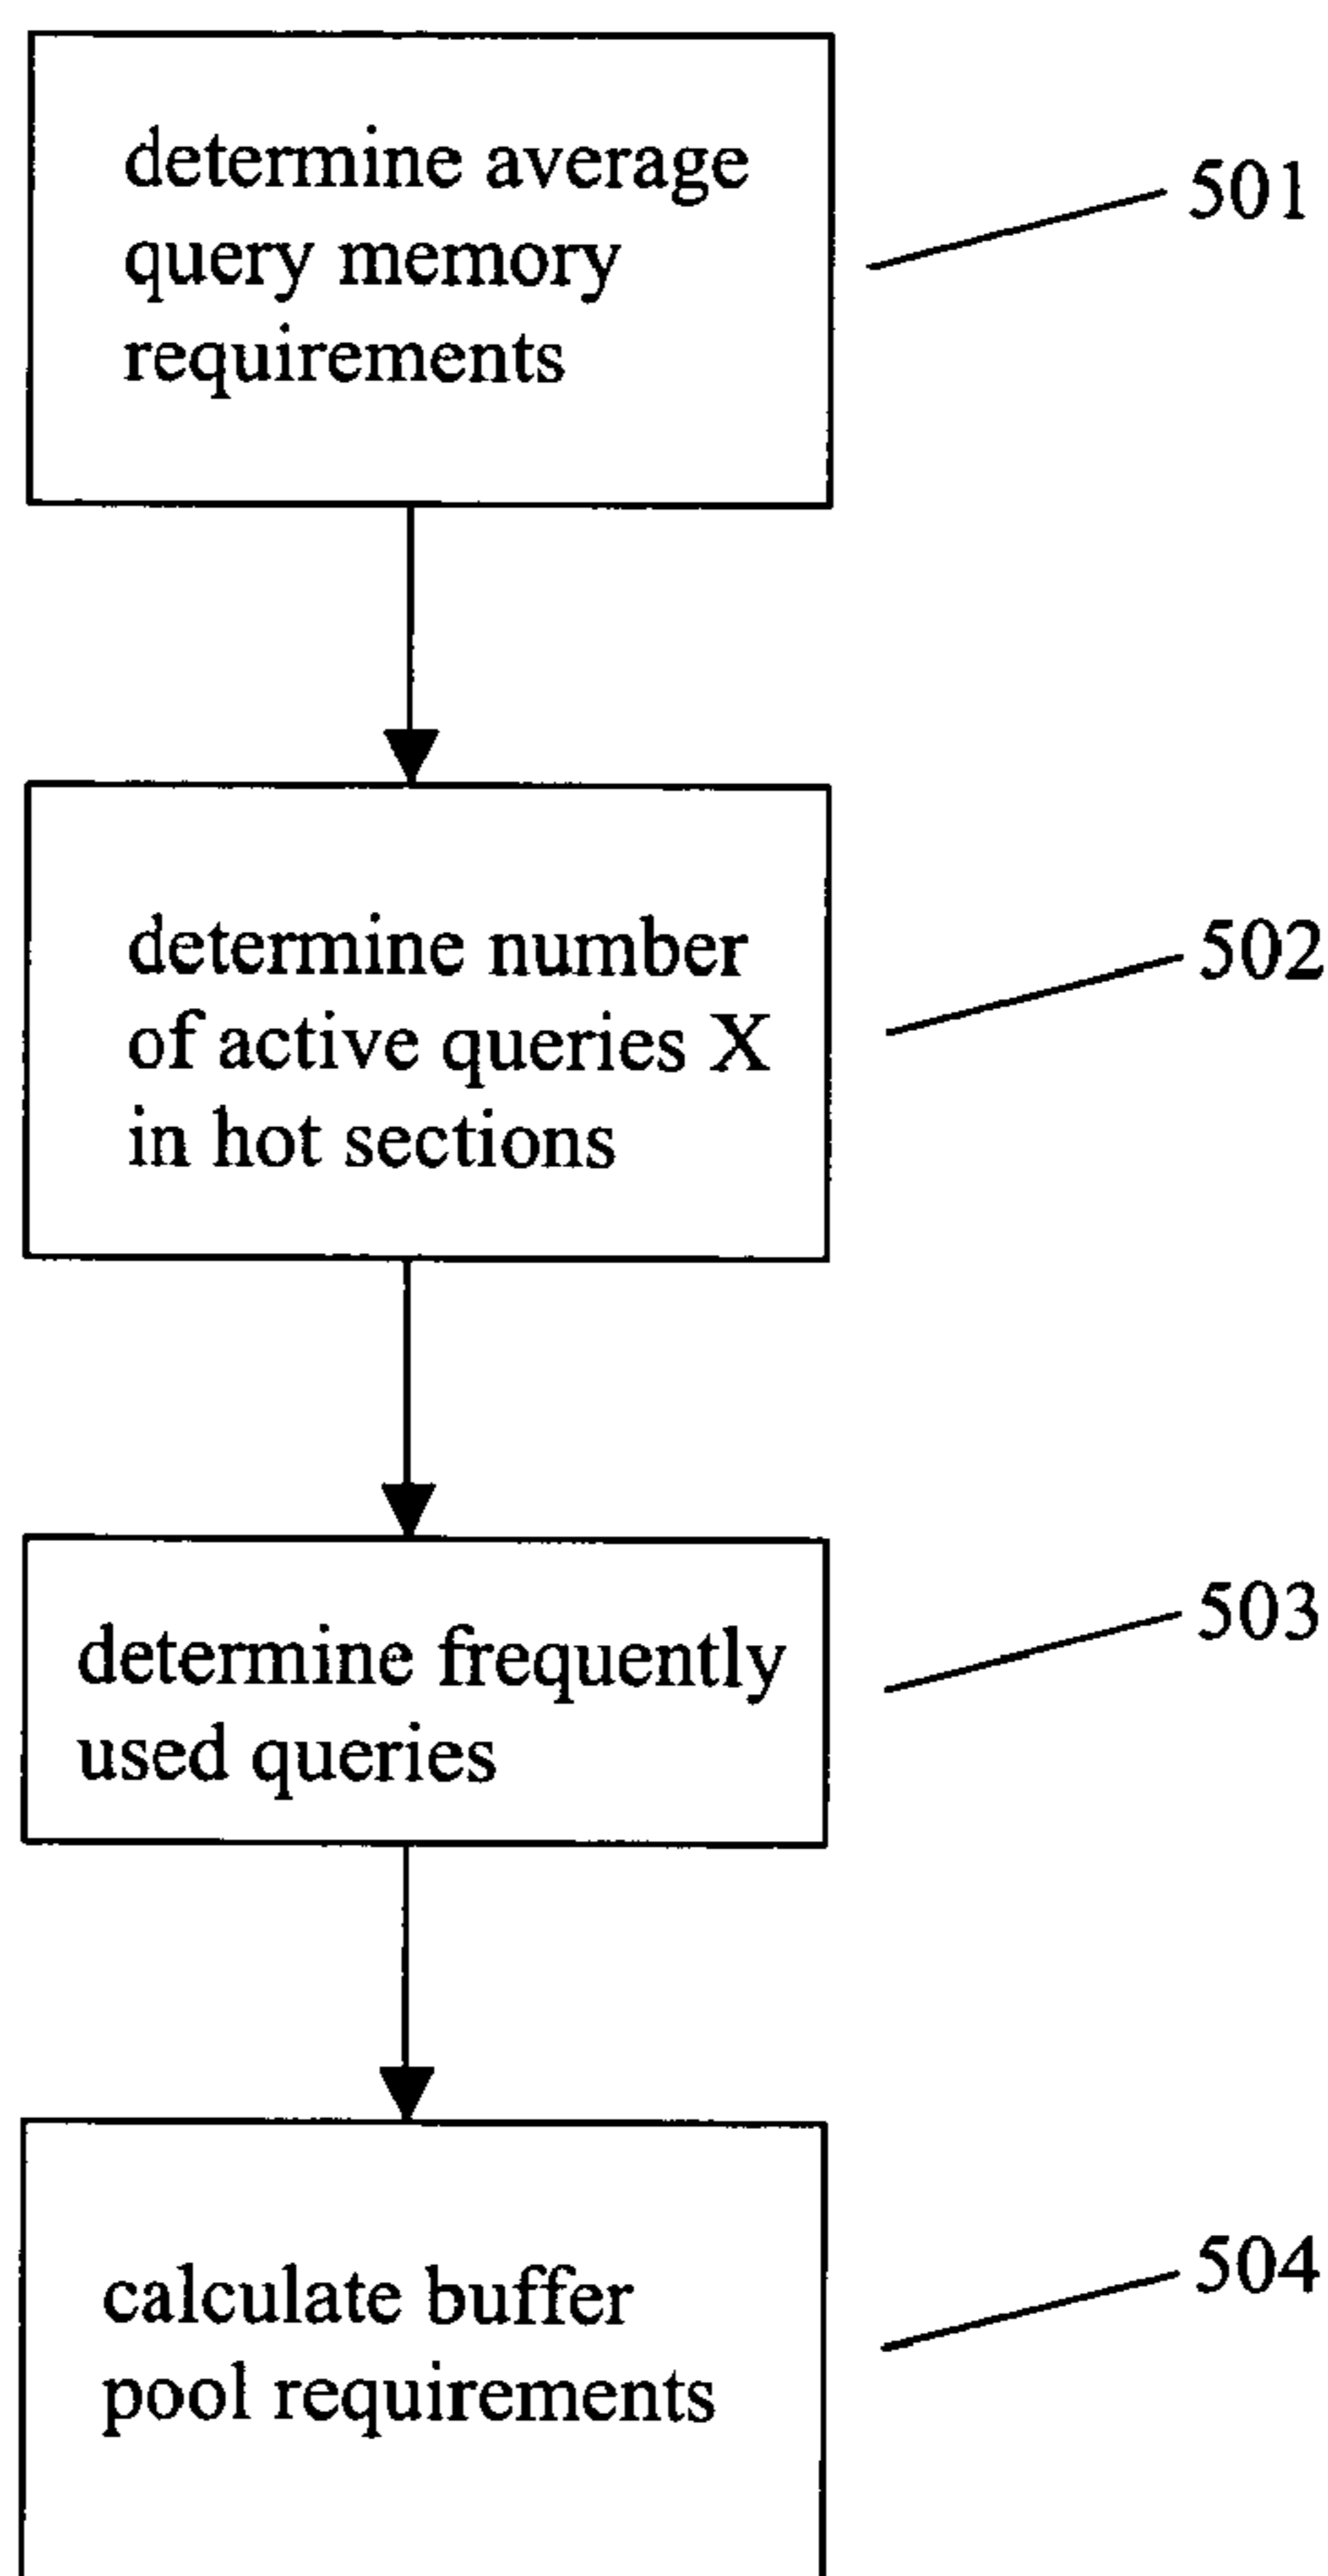 determine average
query memory
requirements
501
determine number
of active queries X
in hot sections
502
determine frequently
used queries
503
calculate buffer
pool requirements
504